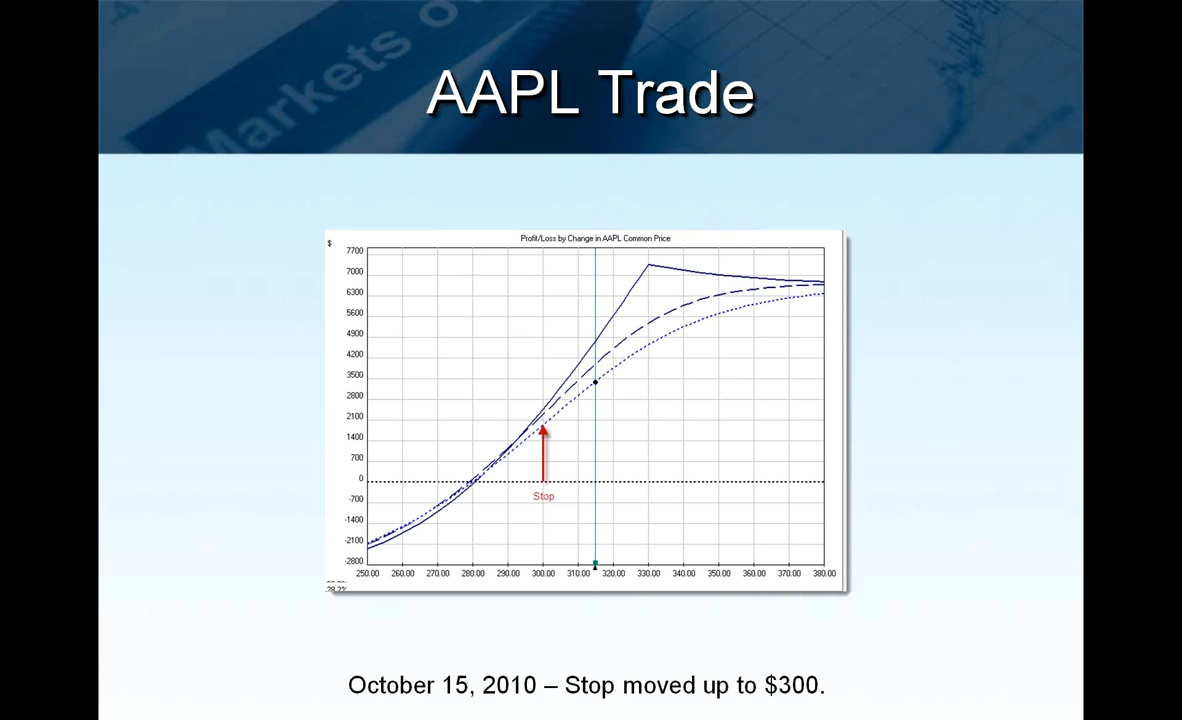 Markets o
AAPL Trade
Profit/Loss by Change in AAPL Common Price
$
7700
7000
6300
5600
4900
4200
3500
2800
2100
1400
700
0
-700
-1400
-2100
-2800
Stop
250.00 260.00 270.00 280.00 290.00 300.00 310.00 320.00 330.00 340.00 350.00 360.00 370.00 380.00
October 15, 2010 – Stop moved up to $300.